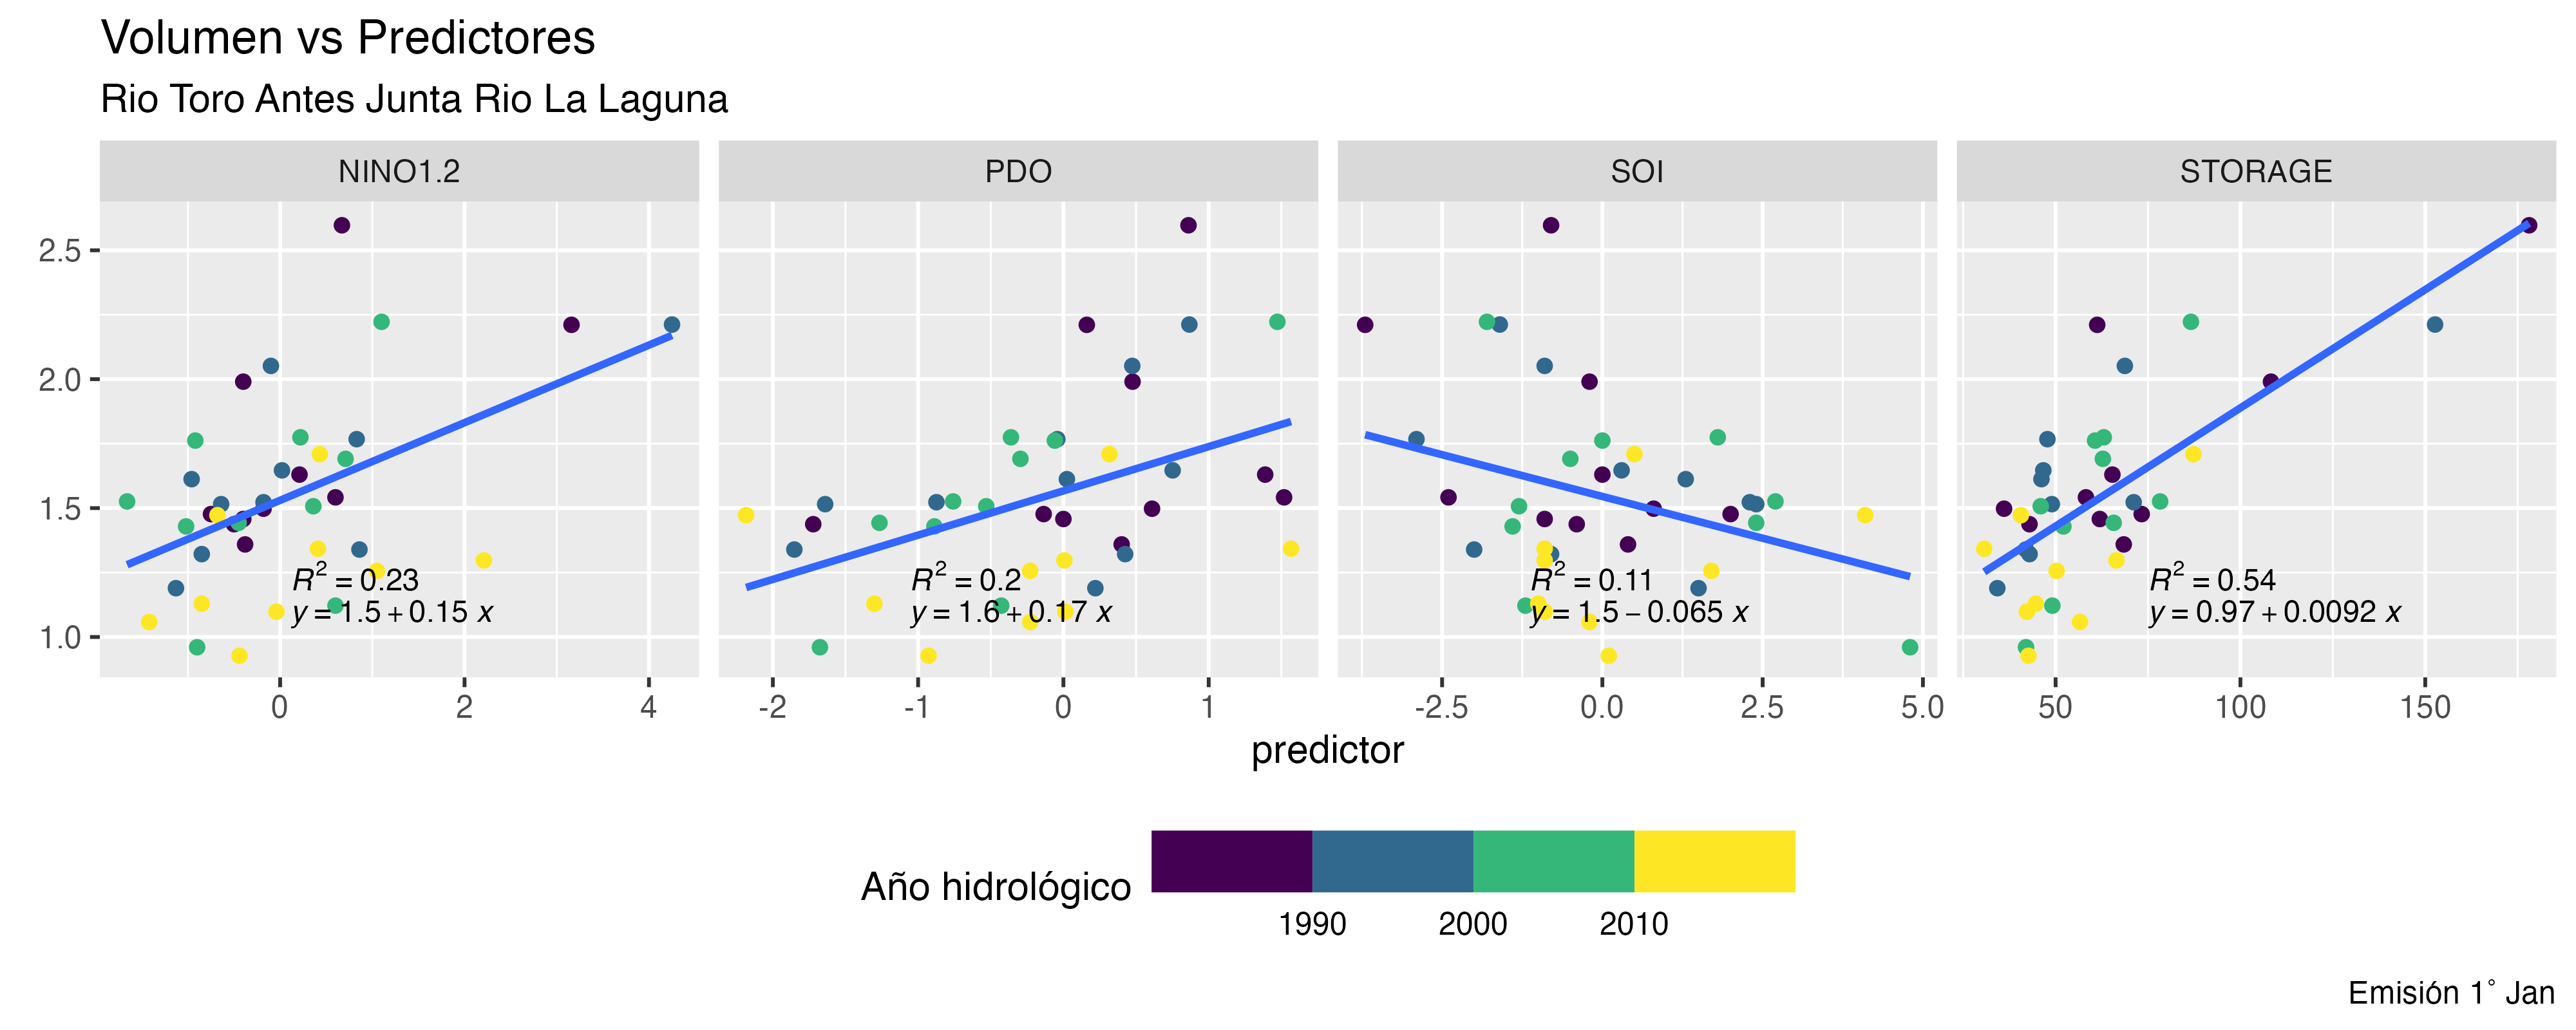 Volumen vs Predictores
Rio Toro Antes Junta Rio La Laguna
NINO1.2 PDO SOI STORAGE
2.5
2.0
1.5
1.0
R² = 0.23 R² = 0.2 R² = 0.11 R² = 0.54
y = 1.5 + 0.15 x y = 1.6 + 0.17 x y = 1.5 − 0.065 x y = 0.97 + 0.0092 x
0 2 4 -2 -1 0 1 -2.5 0.0 2.5 5.0 50 100 150
predictor
Año hidrológico
1990 2000 2010
Emisión 1° Jan